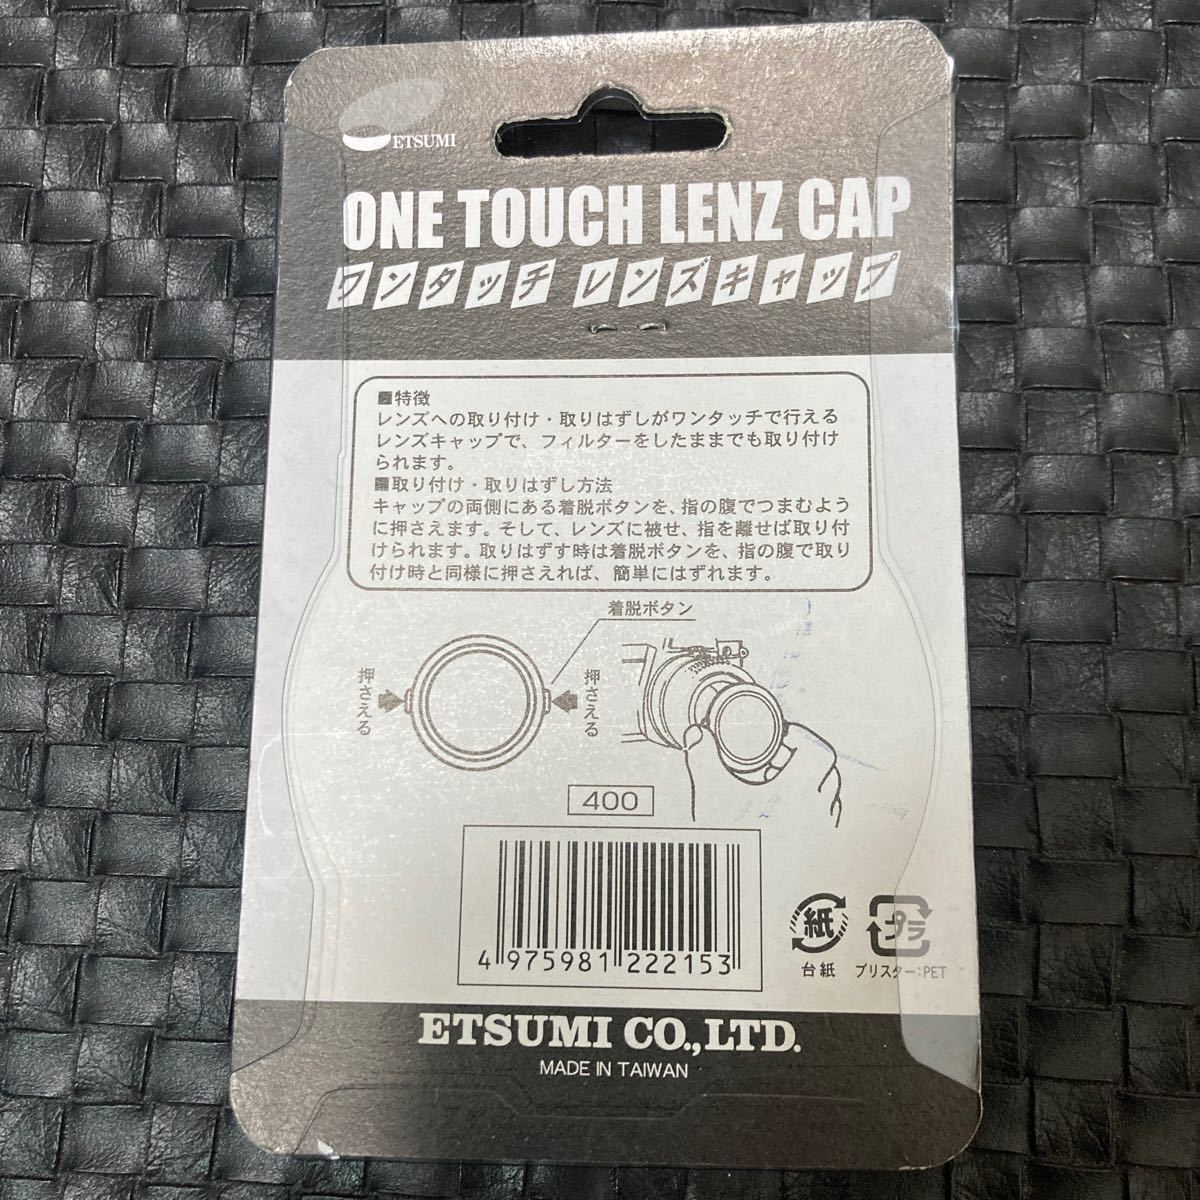 ETSUMI
ONE TOUCH LENZ CAP
ワンタッチ レンズキャップ
■特徴
レンズへの取り付け・取りはずしがワンタッチで行える
レンズキャップで、フィルターをしたままでも取り付け
られます。
■取り付け・取りはずし方法
キャップの両側にある着脱ボタンを、指の腹でつまむよう
に押さえます。そして、レンズに被せ、指を離せば取り付
けられます。取りはずす時は着脱ボタンを、指の腹で取り
付け時と同様に押さえれば、簡単にはずれます。
着脱ボタン
押さえる
押さえる
400
4 975981 222153
紙
台紙
プラ
ブリスター:PET
ETSUMI CO.,LTD.
MADE IN TAIWAN